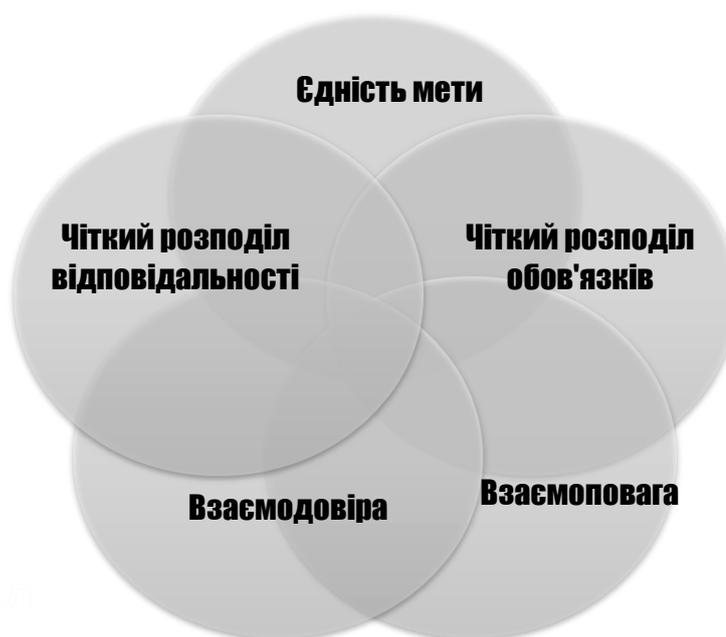 Єдність мети
Чіткий розподіл
відповідальності
Чіткий розподіл
обов'язків
Взаємодовіра
Взаємоповага